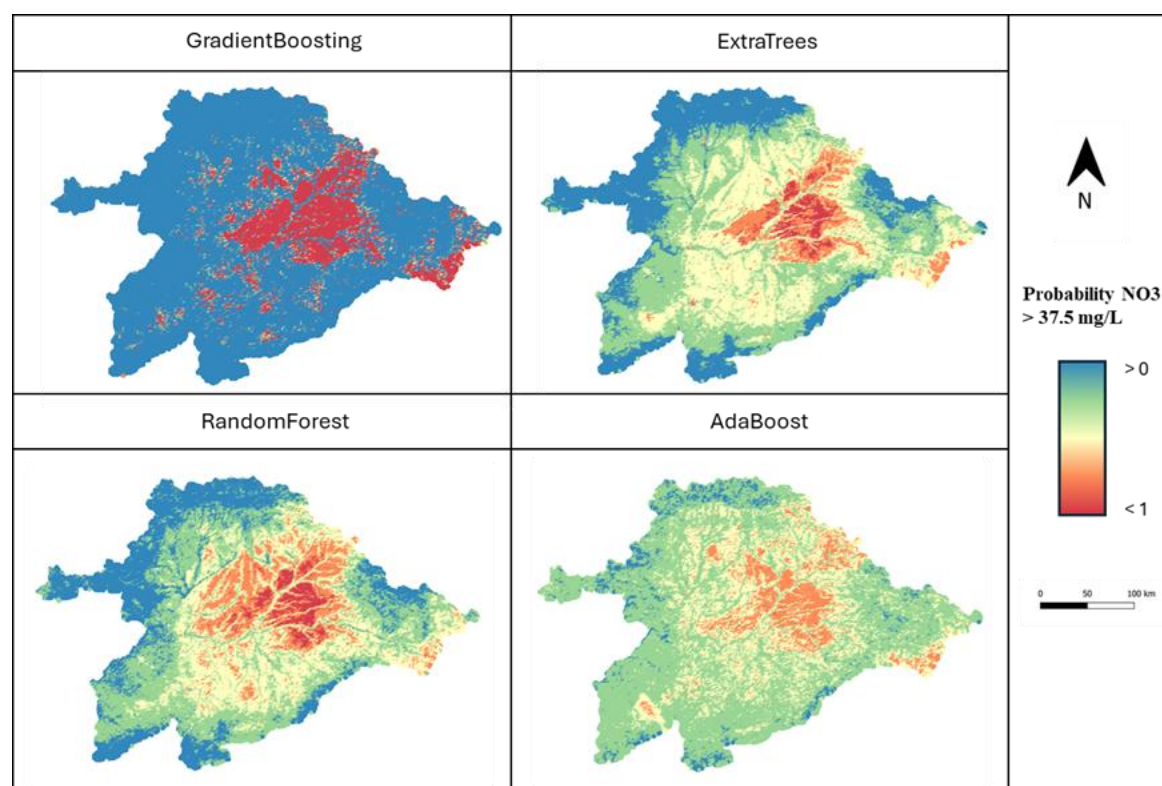 GradientBoosting
ExtraTrees
RandomForest
AdaBoost
N
Probability NO3
> 37.5 mg/L
> 0
< 1
0 50 100 km